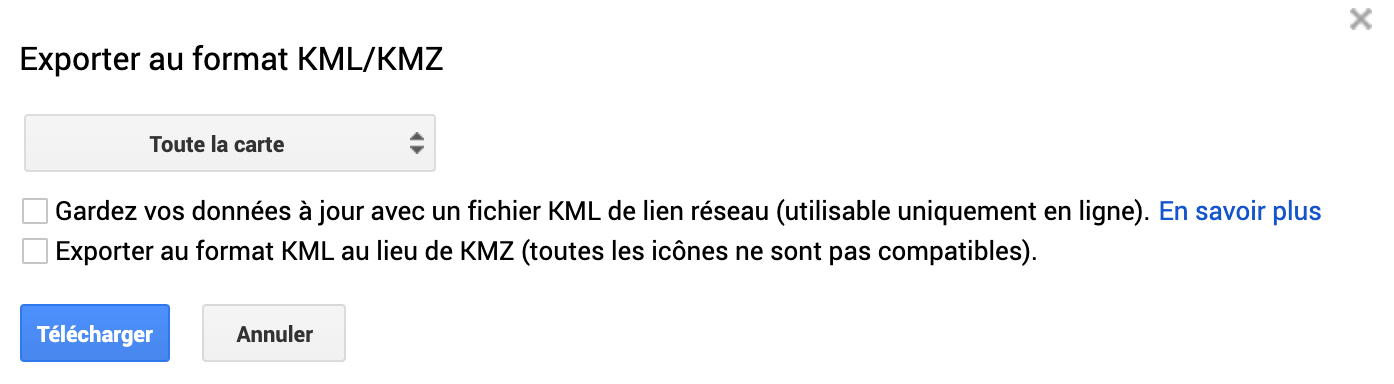 Exporter au format KML/KMZ
Toute la carte
Gardez vos données à jour avec un fichier KML de lien réseau (utilisable uniquement en ligne). En savoir plus
Exporter au format KML au lieu de KMZ (toutes les icônes ne sont pas compatibles).
Télécharger Annuler